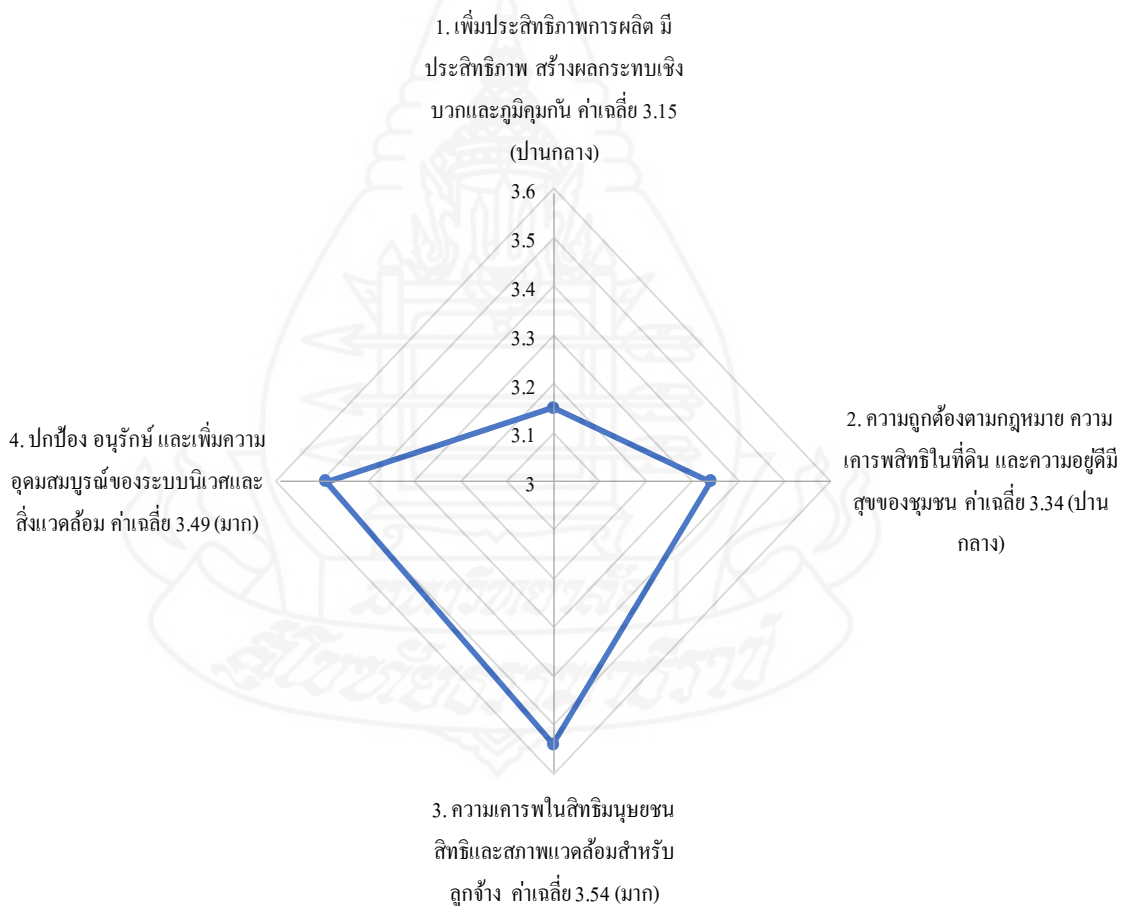 1. เพิ่มประสิทธิภาพการผลิต มี
ประสิทธิภาพ สร้างผลกระทบเชิง
บวกและภูมิคุมกัน ค่าเฉลี่ย 3.15
(ปานกลาง)
3.6
3.5
3.4
3.3
3.2
3.1
3
2. ความถูกต้องตามกฎหมาย ความ
เคารพสิทธิในที่ดิน และความอยู่ดีมี
สุขของชุมชน ค่าเฉลี่ย 3.34 (ปาน
กลาง)
4. ปกป้อง อนุรักษ์ และเพิ่มความ
อุดมสมบูรณ์ของระบบนิเวศและ
สิ่งแวดล้อม ค่าเฉลี่ย 3.49 (มาก)
3. ความเคารพในสิทธิมนุษยชน
สิทธิและสภาพแวดล้อมสำหรับ
ลูกจ้าง ค่าเฉลี่ย 3.54 (มาก)